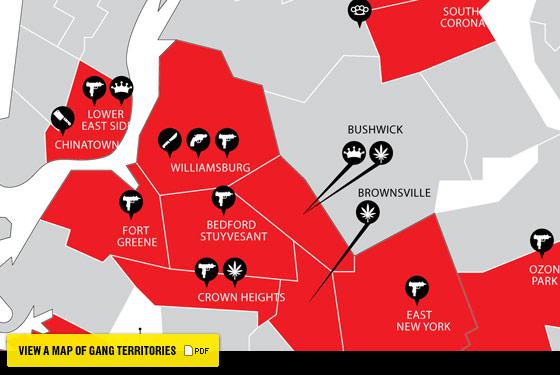 SOUTH
CORONA
LOWER
EAST SIDE
CHINATOWN
BUSHWICK
WILLIAMSBURG
BROWNSVILLE
FORT
GREENE
BEDFORD
STUYVESANT
OZON
PARK
CROWN HEIGHTS
EAST
NEW YORK
VIEW A MAP OF GANG TERRITORIES PDF